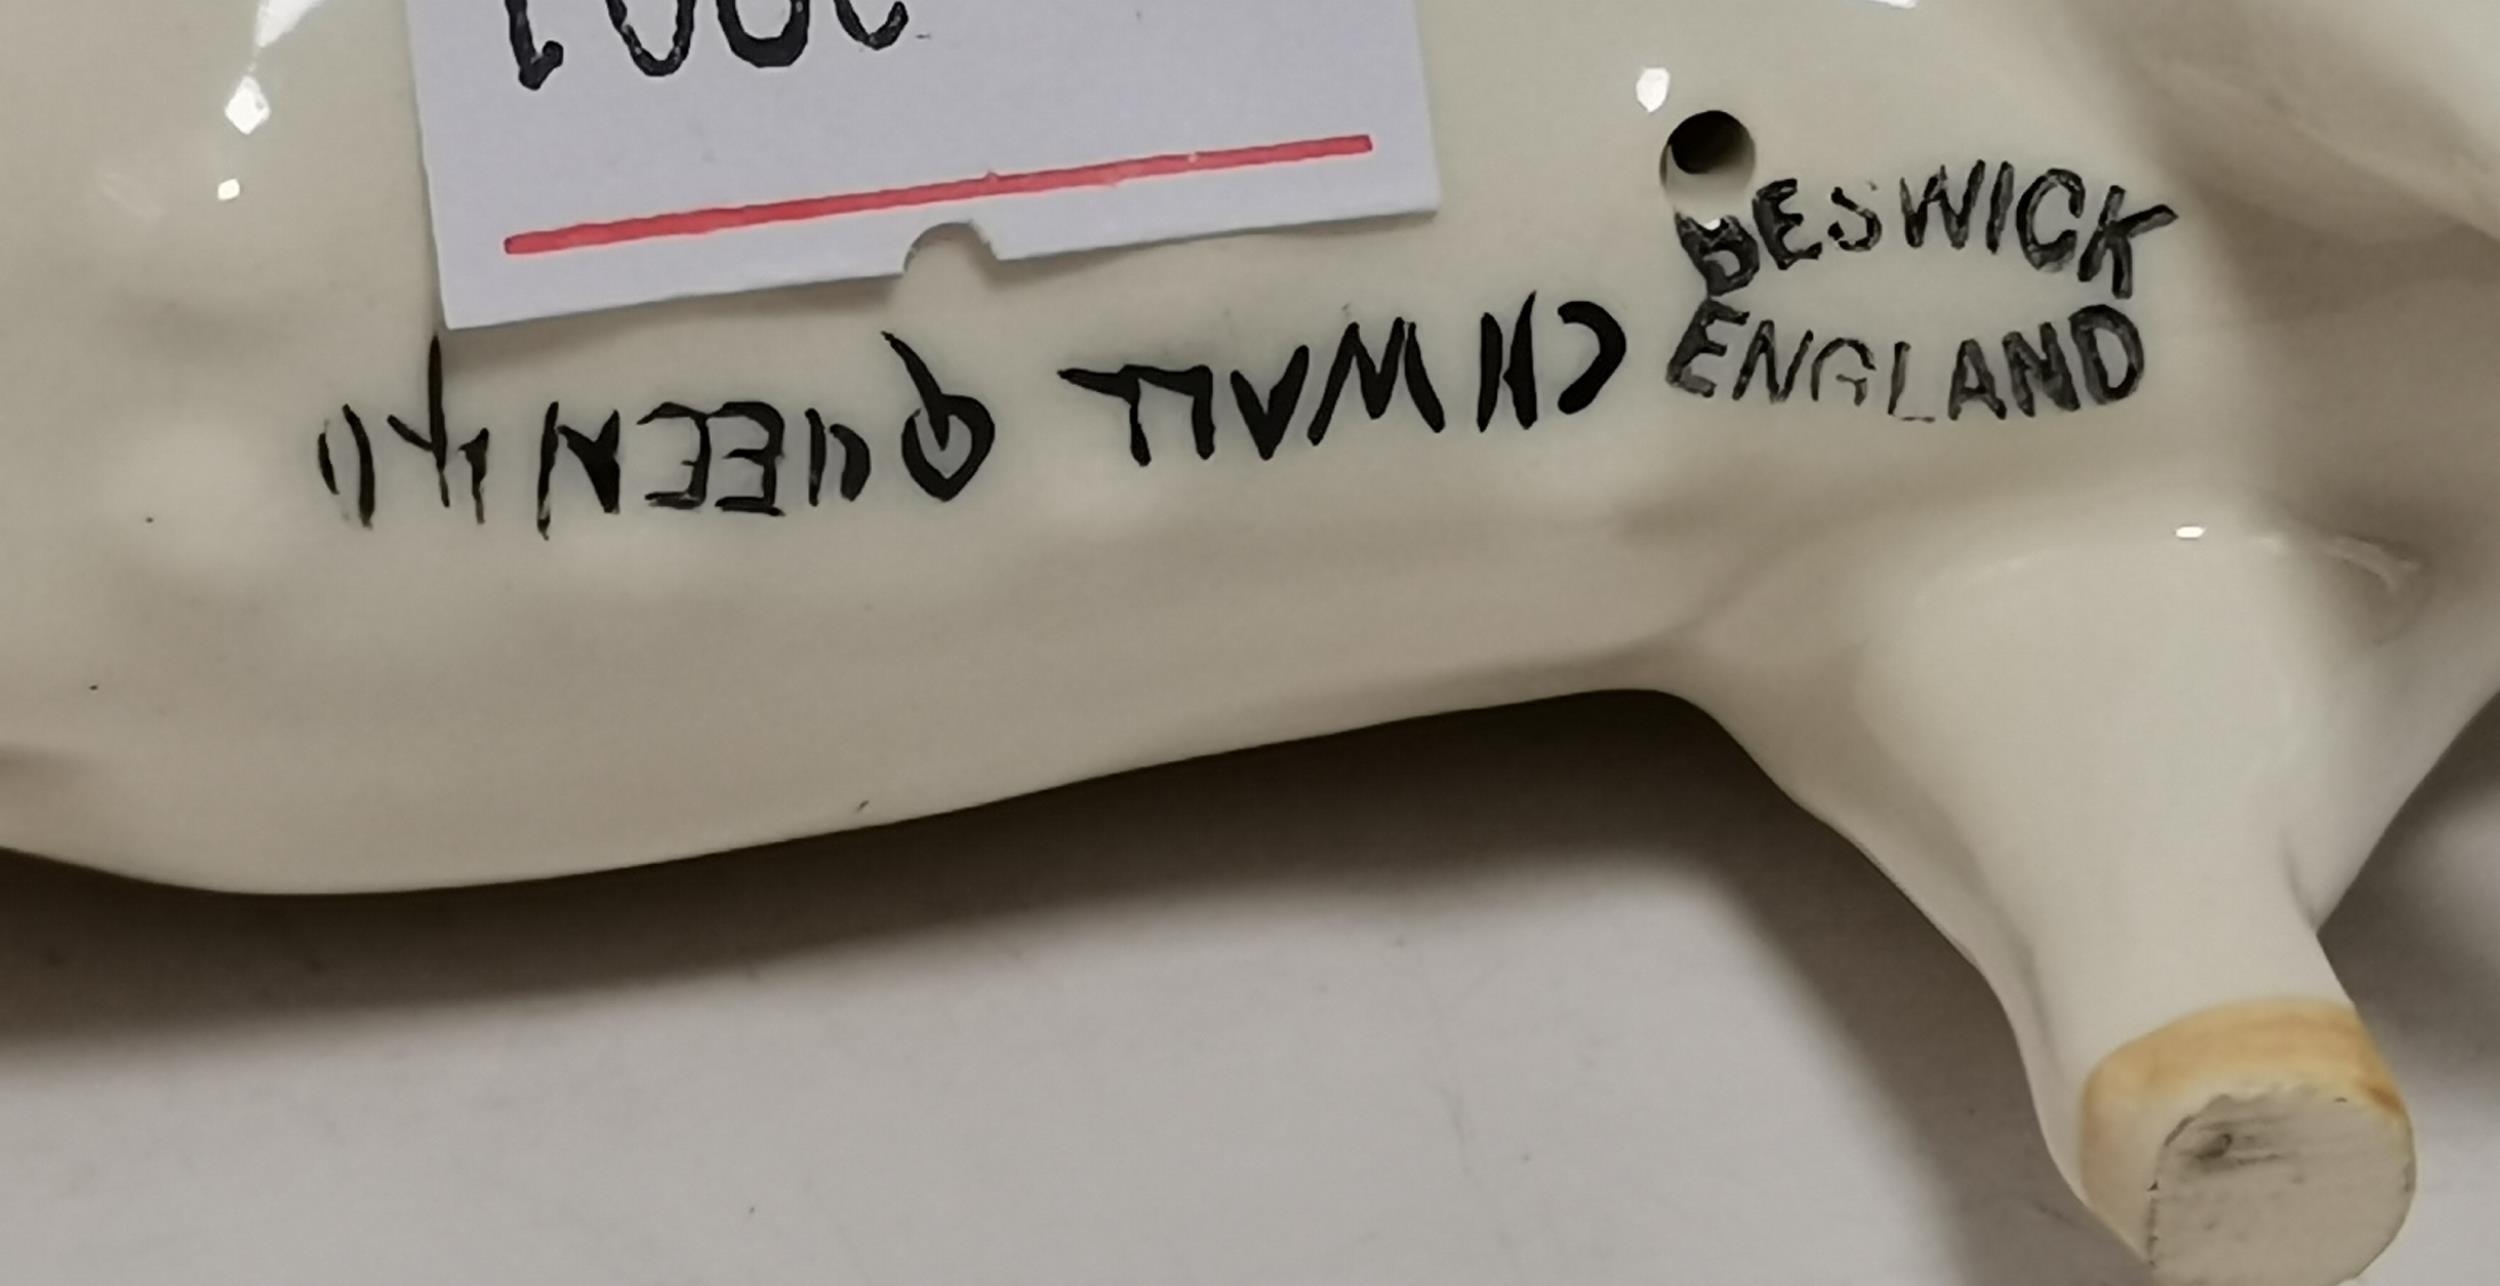 BESWICK
ENGLAND
CH WALL QUEEN 40